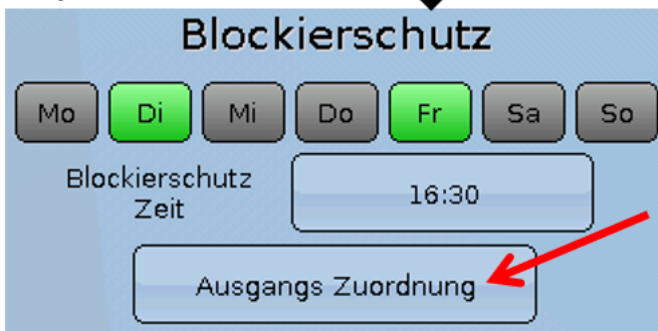 Blockierschutz
Mo Di Mi Do Fr Sa So
Blockierschutz
Zeit
16:30
Ausgangs Zuordnung